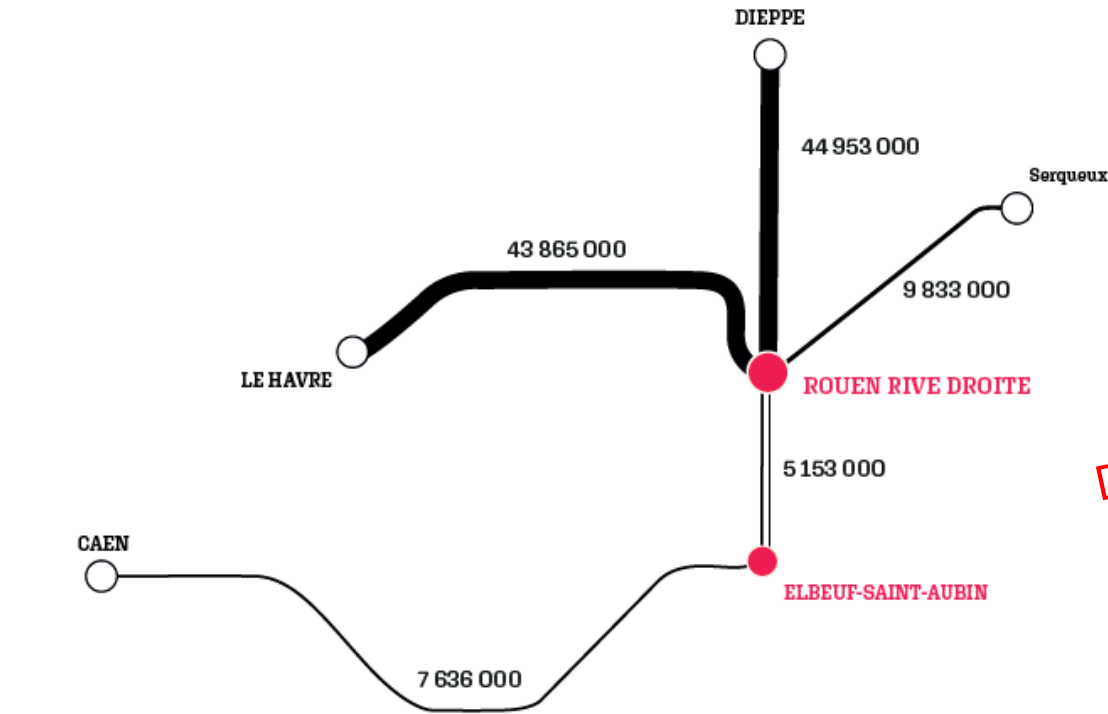 DIEPPE
44 953 000
Serqueux
43 865 000
9 833 000
LE HAVRE
ROUEN RIVE DROITE
5 153 000
CAEN
ELBEUF-SAINT-AUBIN
7 636 000